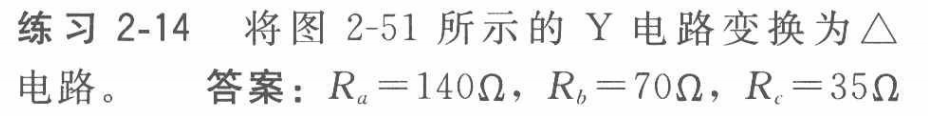 练习 2-14 将图 2-51 所示的 Y 电路变换为△
电路。 答案：R_a=140Ω，R_b=70Ω，R_c=35Ω